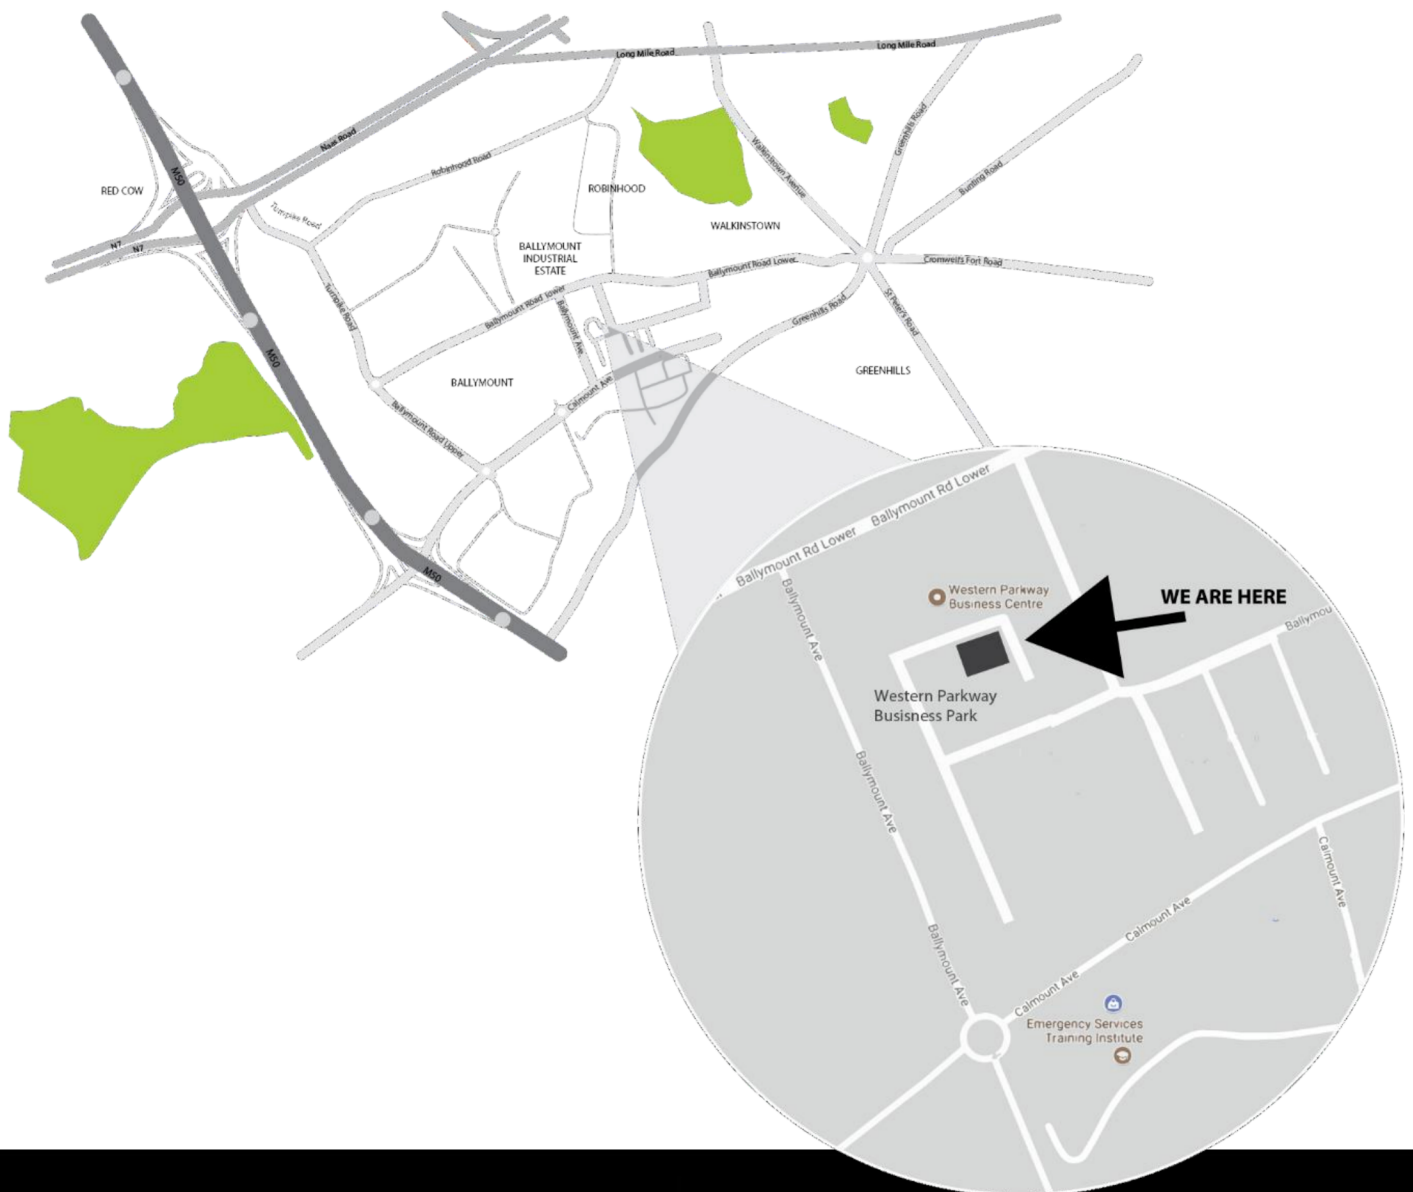 Long Mile Road
Long Mile Road
Naas Road
Greenhills Road
M50
Robinhood Road
Walkinstown Avenue
Bunting Road
RED COW
ROBINHOOD
Turnpike Road
WALKINSTOWN
N7
N7
BALLYMOUNT
INDUSTRIAL
ESTATE
Ballymount Road Lower
Cromwell's Fort Road
Turnpike Road
Ballymount Road Lower
Ballymount Ave
Greenhills Road
St Peter's Road
M50
BALLYMOUNT
GREENHILLS
Calmount Ave
Ballymount Road Upper
M50
Ballymount Rd Lower
Ballymount Rd Lower
Ballymount Ave
Western Parkway
Business Centre
WE ARE HERE
Ballymou
Western Parkway
Busisness Park
Ballymount Ave
Calmount Ave
Calmount Ave
Ballymount Ave
Calmount Ave
Emergency Services
Training Institute